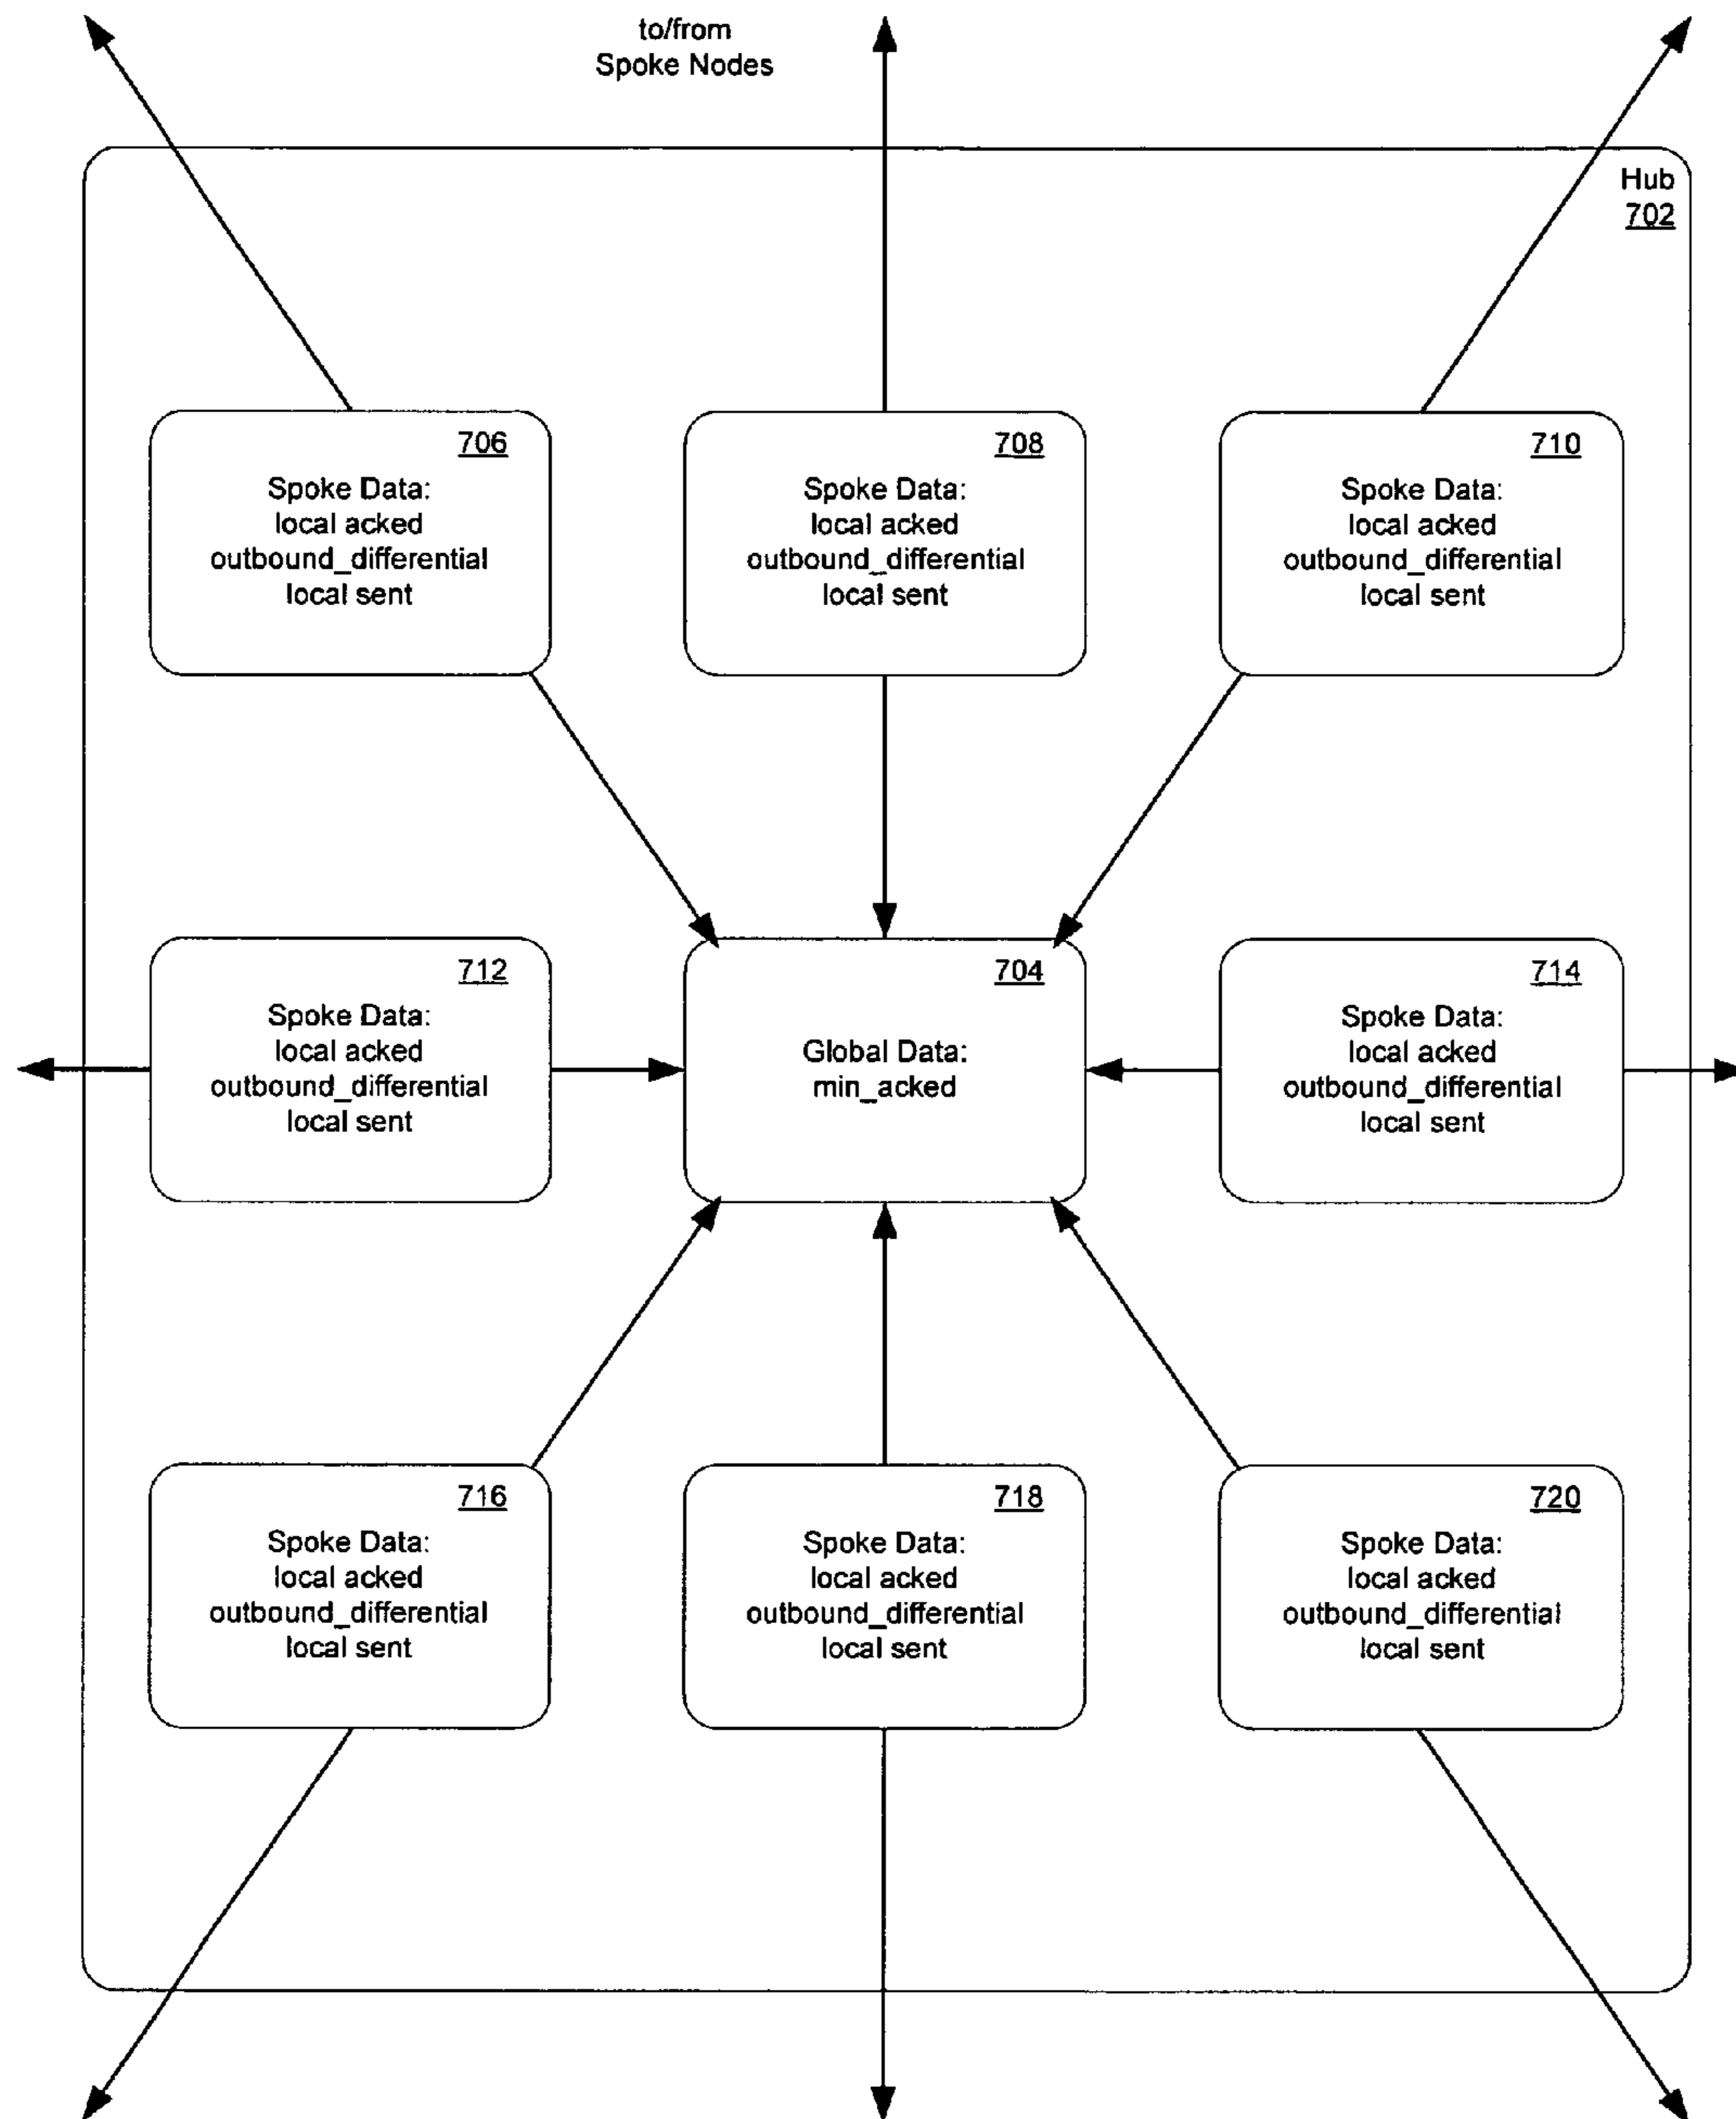 to/from
Spoke Nodes
Hub
702
706
Spoke Data:
local acked
outbound_differential
local sent
708
Spoke Data:
local acked
outbound_differential
local sent
710
Spoke Data:
local acked
outbound_differential
local sent
712
Spoke Data:
local acked
outbound_differential
local sent
704
Global Data:
min_acked
714
Spoke Data:
local acked
outbound_differential
local sent
716
Spoke Data:
local acked
outbound_differential
local sent
718
Spoke Data:
local acked
outbound_differential
local sent
720
Spoke Data:
local acked
outbound_differential
local sent